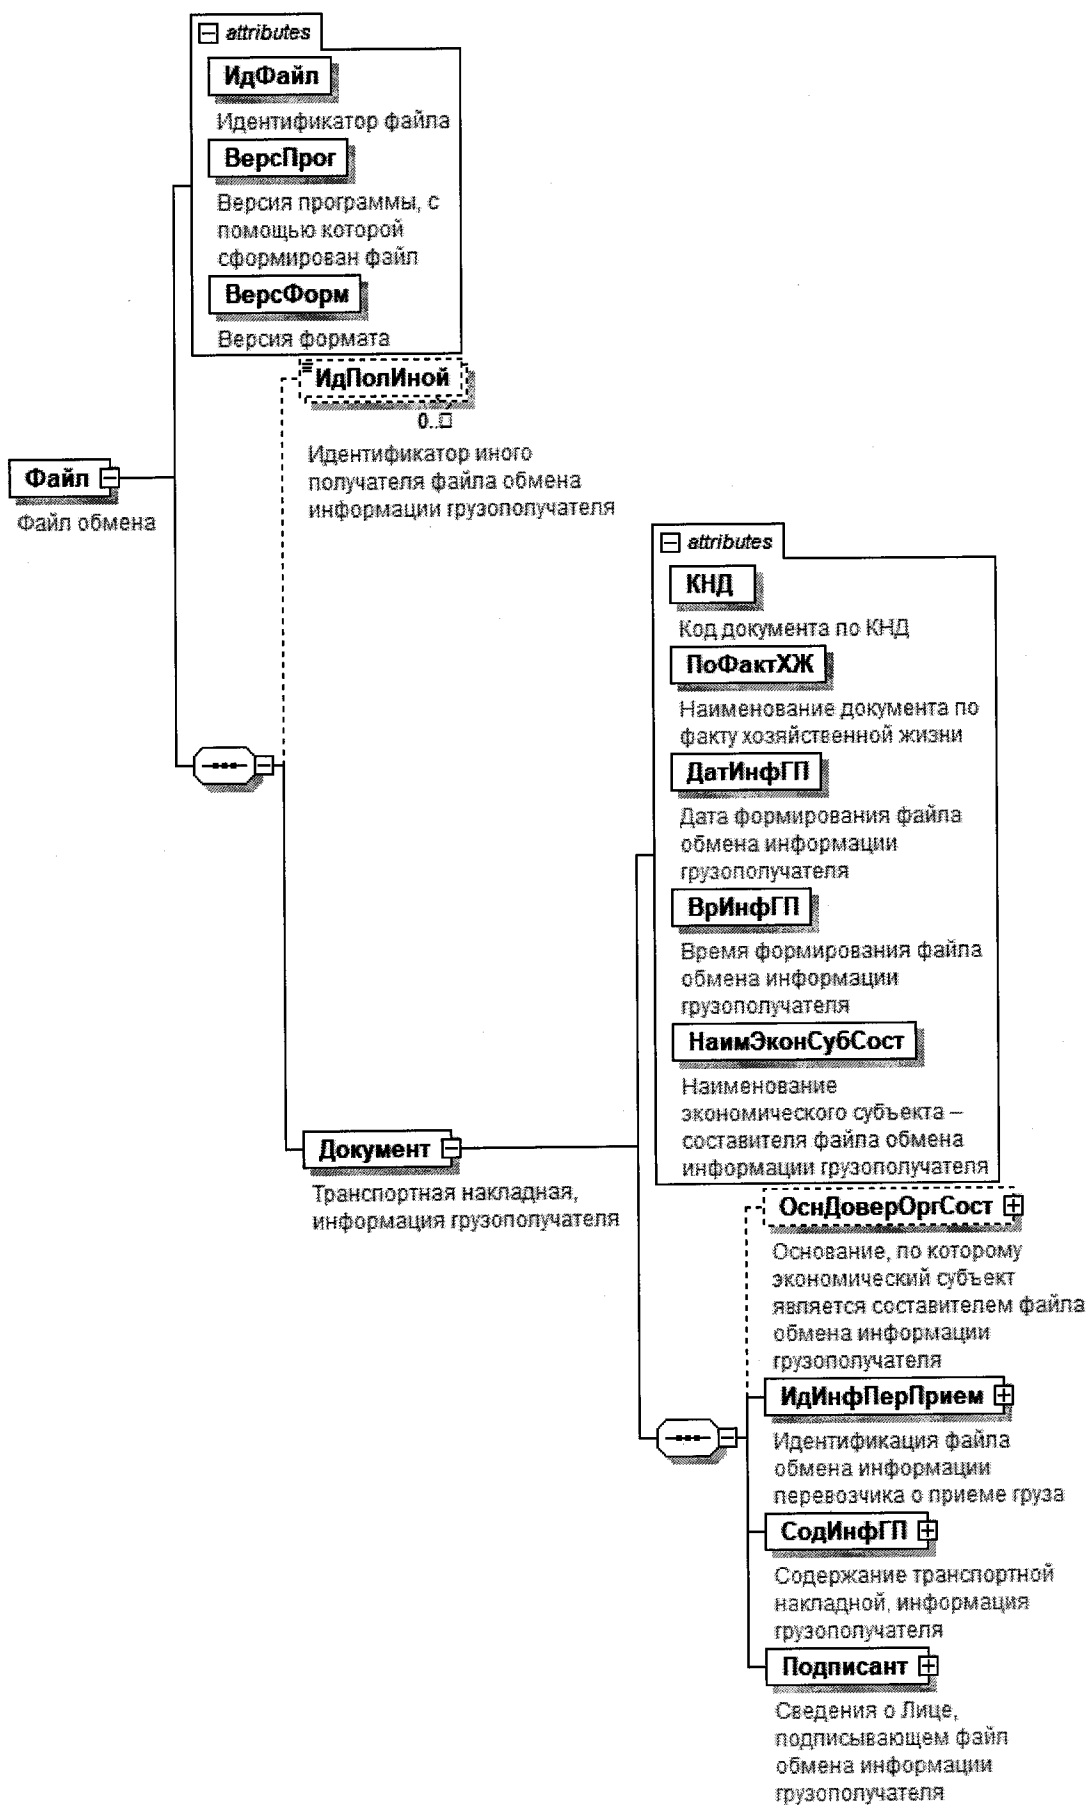 attributes
ИдФайл
Идентификатор файла
ВерсПрог
Версия программы, с
помощью которой
сформирован файл
ВерсФорм
Версия формата
ИдПолИной
0..
Идентификатор иного
получателя файла обмена
информации грузополучателя
Файл
Файл обмена
attributes
КНД
Код документа по КНД
ПоФактХЖ
Наименование документа по
факту хозяйственной жизни
ДатИнфГП
Дата формирования файла
обмена информации
грузополучателя
ВрИнфГП
Время формирования файла
обмена информации
грузополучателя
НаимЭконСубСост
Наименование
экономического субъекта –
составителя файла обмена
информации грузополучателя
Документ
Транспортная накладная,
информация грузополучателя
ОснДоверОргСост
Основание, по которому
экономический субъект
является составителем файла
обмена информации
грузополучателя
ИдИнфПерПрием
Идентификация файла
обмена информации
перевозчика о приеме груза
СодИнфГП
Содержание транспортной
накладной, информация
грузополучателя
Подписант
Сведения о Лице,
подписывающем файл
обмена информации
грузополучателя